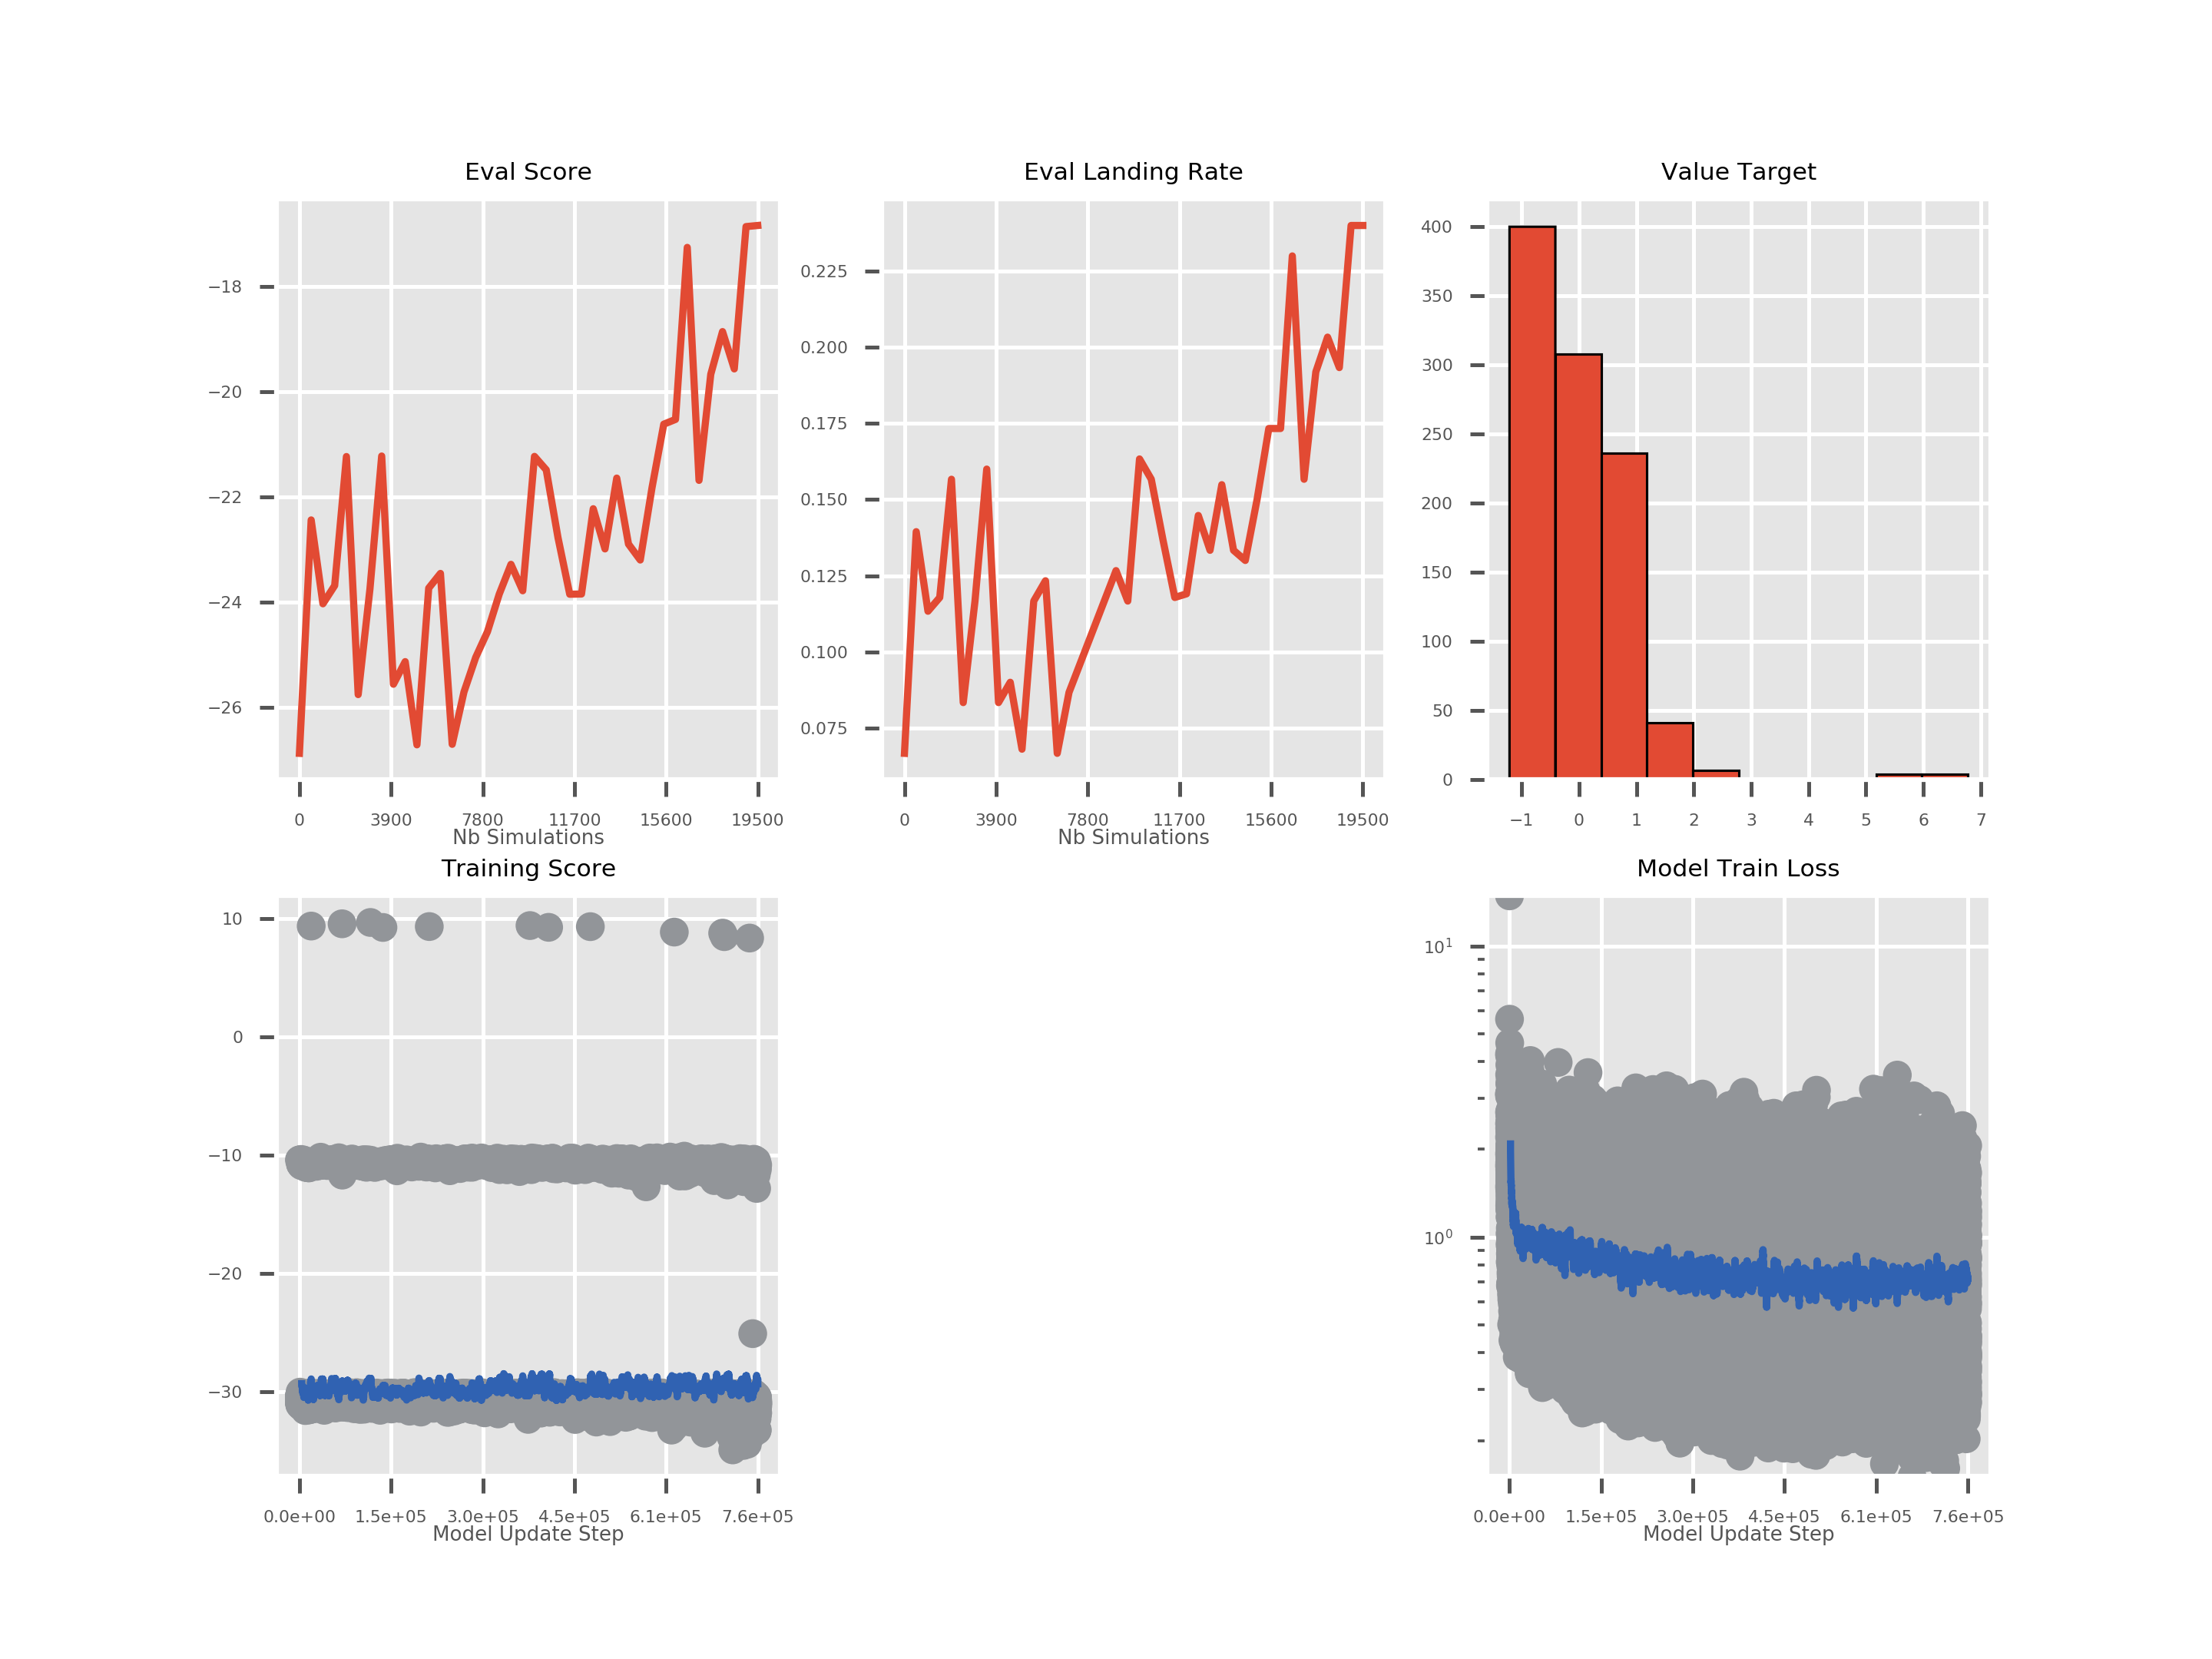 Eval Score
−18
−20
−22
−24
−26
0 3900 7800 11700 15600 19500
Nb Simulations
Eval Landing Rate
0.225
0.200
0.175
0.150
0.125
0.100
0.075
0 3900 7800 11700 15600 19500
Nb Simulations
Value Target
400
350
300
250
200
150
100
50
0
−1 0 1 2 3 4 5 6 7
Training Score
10
0
−10
−20
−30
0.0e+00 1.5e+05 3.0e+05 4.5e+05 6.1e+05 7.6e+05
Model Update Step
Model Train Loss
10¹
10⁰
0.0e+00 1.5e+05 3.0e+05 4.5e+05 6.1e+05 7.6e+05
Model Update Step